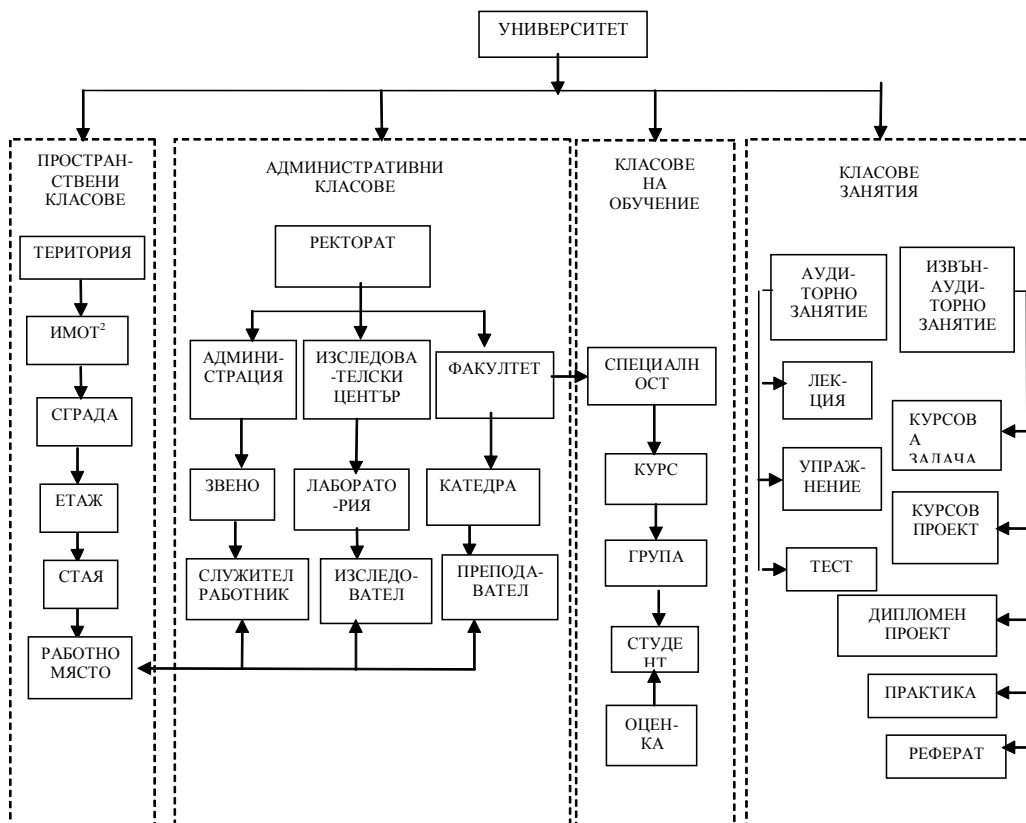 УНИВЕРСИТЕТ
ПРОСТРАН-
СТВЕНИ
КЛАСОВЕ
ТЕРИТОРИЯ
ИМОТ²
СГРАДА
ЕТАЖ
СТАЯ
РАБОТНО
МЯСТО
АДМИНИСТРАТИВНИ
КЛАСОВЕ
РЕКТОРАТ
АДМИНИ-
СТРАЦИЯ
ИЗСЛЕДОВА
-ТЕЛСКИ
ЦЕНТЪР
ФАКУЛТЕТ
ЗВЕНО
ЛАБОРАТО
-РИЯ
КАТЕДРА
СЛУЖИТЕЛ
РАБОТНИК
ИЗСЛЕДО-
ВАТЕЛ
ПРЕПОДА-
ВАТЕЛ
КЛАСОВЕ
НА
ОБУЧЕНИЕ
СПЕЦИАЛН
ОСТ
КУРС
ГРУПА
СТУДЕ
НТ
ОЦЕН-
КА
КЛАСОВЕ
ЗАНЯТИЯ
АУДИ-
ТОРНО
ЗАНЯТИЕ
ИЗВЪН-
АУДИ-
ТОРНО
ЗАНЯТИЕ
ЛЕК-
ЦИЯ
УПРАЖ-
НЕНИЕ
ТЕСТ
КУРСОВ
А
ЗАДАЧА
КУРСОВ
ПРОЕКТ
ДИПЛОМЕН
ПРОЕКТ
ПРАКТИКА
РЕФЕРАТ